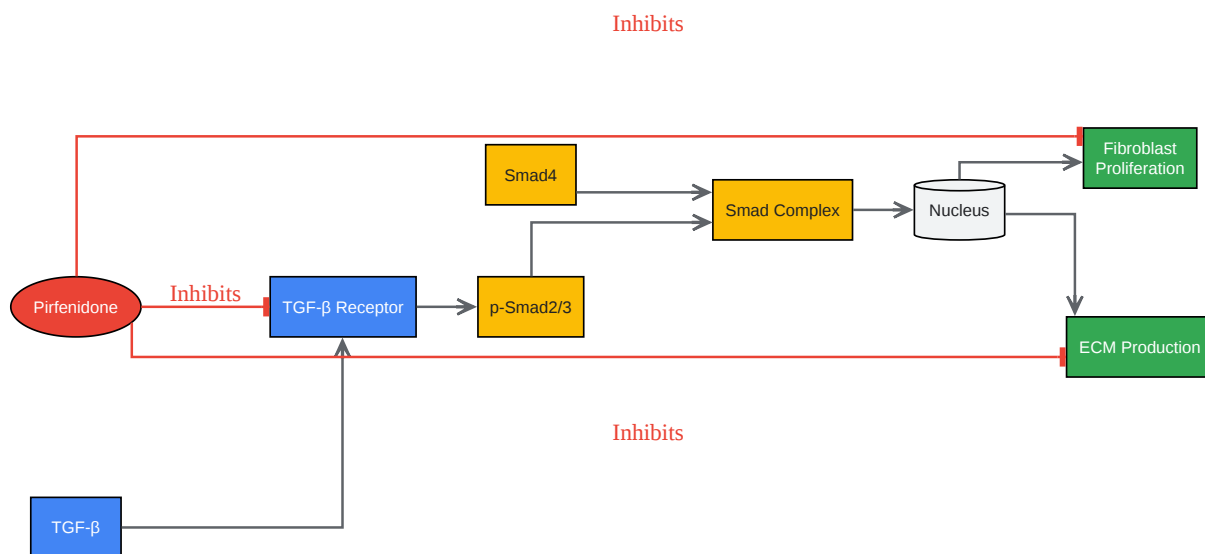 Inhibits
Fibroblast
Proliferation
Smad4
Smad Complex
Nucleus
Pirfenidone
Inhibits
TGF-β Receptor
p-Smad2/3
ECM Production
Inhibits
TGF-β